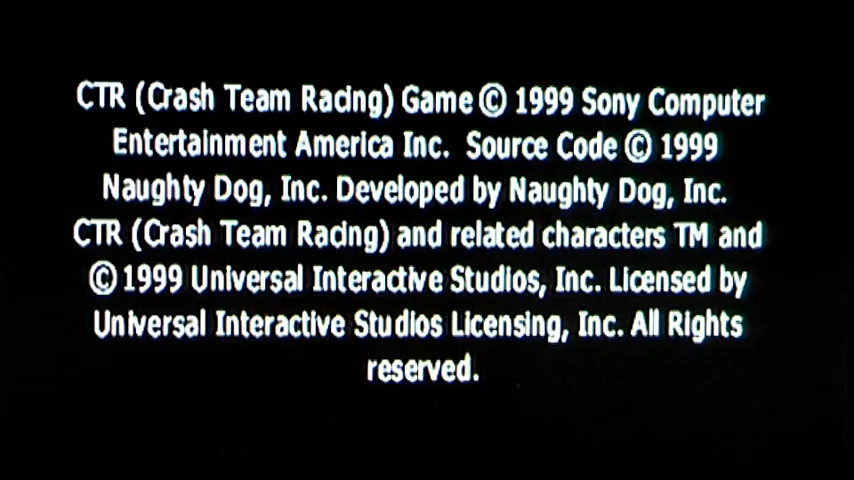 CTR (Crash Team Racing) Game © 1999 Sony Computer
Entertainment America Inc.  Source Code © 1999
Naughty Dog, Inc. Developed by Naughty Dog, Inc.
CTR (Crash Team Racing) and related characters TM and
© 1999 Universal Interactive Studios, Inc. Licensed by
Universal Interactive Studios Licensing, Inc. All Rights
reserved.